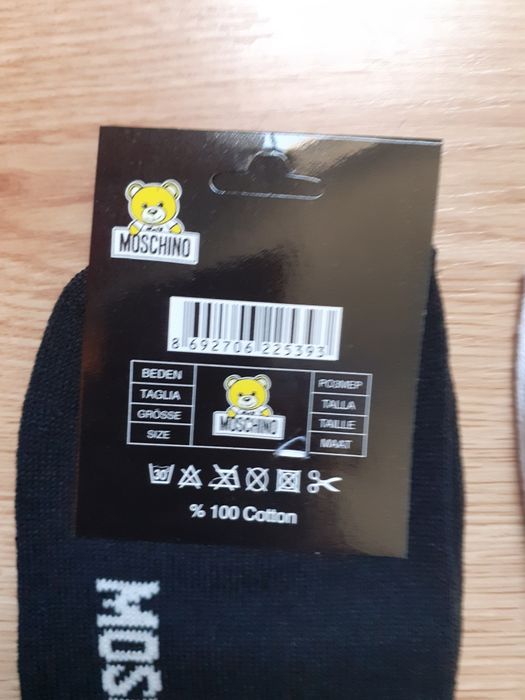 MOSCHINO
8 692706 225393
BEDEN
TAGLIA
GRÖSSE
SIZE
MOSCHINO
РОЗМЕР
TALLA
TAILLE
MAAT
30°
% 100 Cotton
MOS